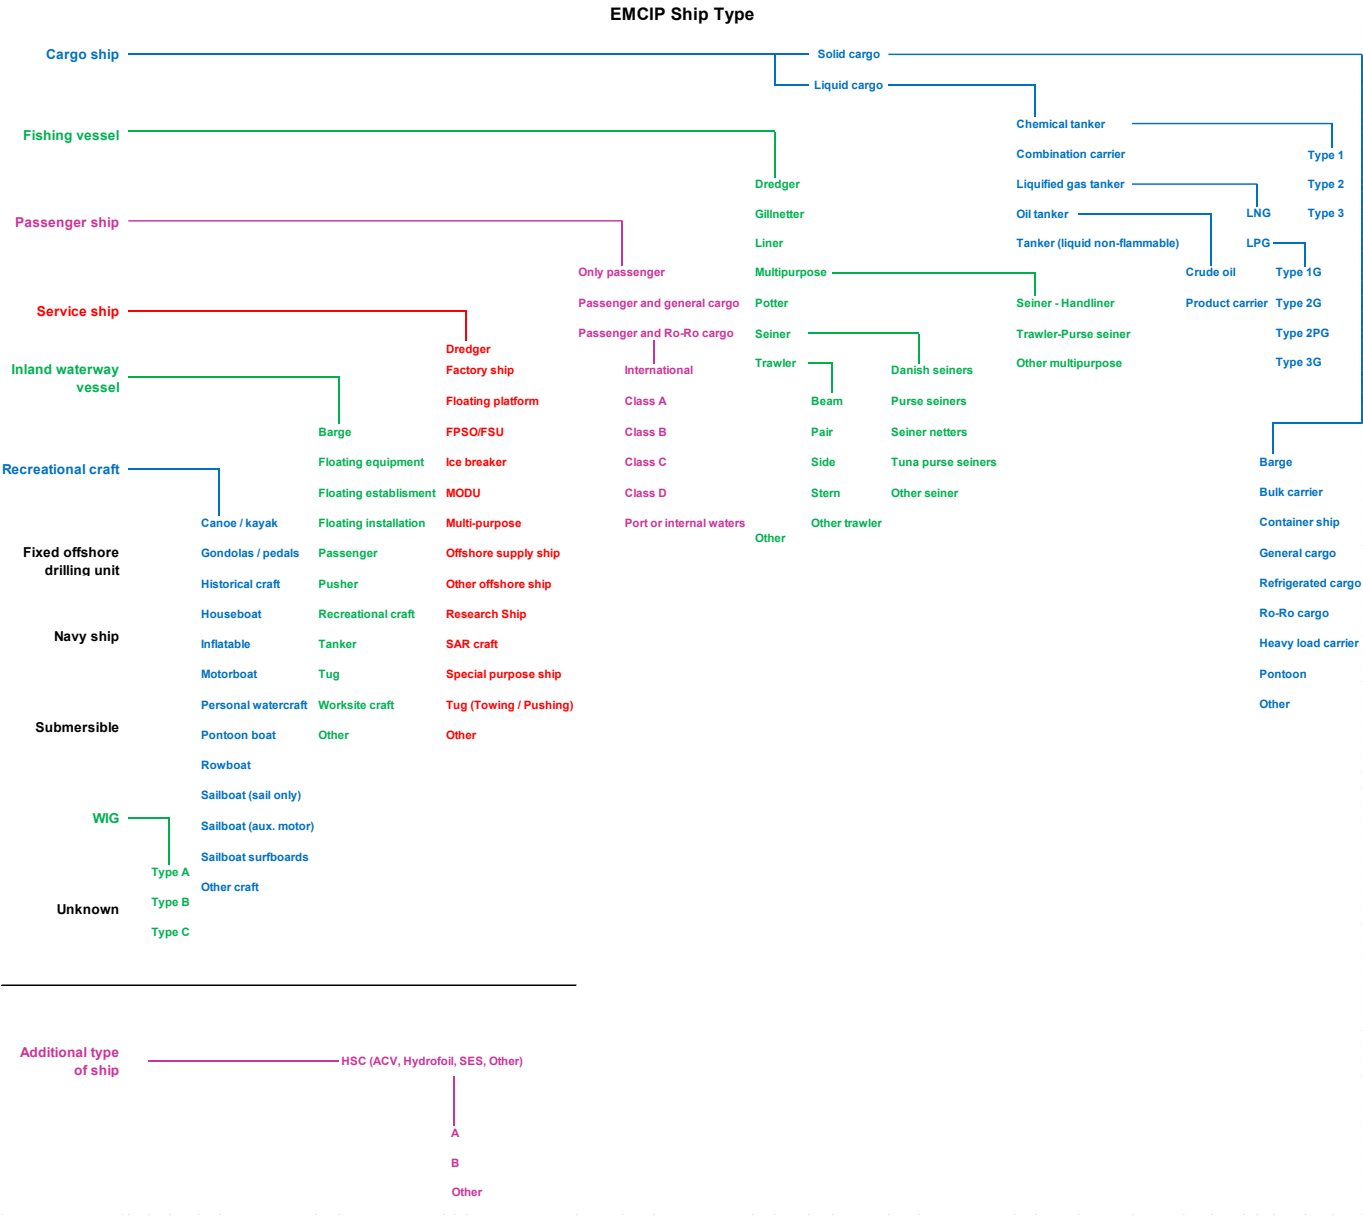 EMCIP Ship Type
Cargo ship
Solid cargo
Liquid cargo
Chemical tanker
Combination carrier
Liquified gas tanker
Oil tanker
Tanker (liquid non-flammable)
Type 1
Type 2
Type 3
LNG
LPG
Crude oil
Product carrier
Type 1G
Type 2G
Type 2PG
Type 3G
Barge
Bulk carrier
Container ship
General cargo
Refrigerated cargo
Ro-Ro cargo
Heavy load carrier
Pontoon
Other
Fishing vessel
Dredger
Gillnetter
Liner
Multipurpose
Potter
Seiner
Trawler
Other
Seiner - Handliner
Trawler-Purse seiner
Other multipurpose
Danish seiners
Purse seiners
Seiner netters
Tuna purse seiners
Other seiner
Beam
Pair
Side
Stern
Other trawler
Passenger ship
Only passenger
Passenger and general cargo
Passenger and Ro-Ro cargo
International
Class A
Class B
Class C
Class D
Port or internal waters
Service ship
Dredger
Factory ship
Floating platform
FPSO/FSU
Ice breaker
MODU
Multi-purpose
Offshore supply ship
Other offshore ship
Research Ship
SAR craft
Special purpose ship
Tug (Towing / Pushing)
Other
Inland waterway
vessel
Barge
Floating equipment
Floating establisment
Floating installation
Passenger
Pusher
Recreational craft
Tanker
Tug
Worksite craft
Other
Recreational craft
Canoe / kayak
Gondolas / pedals
Historical craft
Houseboat
Inflatable
Motorboat
Personal watercraft
Pontoon boat
Rowboat
Sailboat (sail only)
Sailboat (aux. motor)
Sailboat surfboards
Other craft
Fixed offshore
drilling unit
Navy ship
Submersible
WIG
Type A
Type B
Type C
Unknown
Additional type
of ship
HSC (ACV, Hydrofoil, SES, Other)
A
B
Other